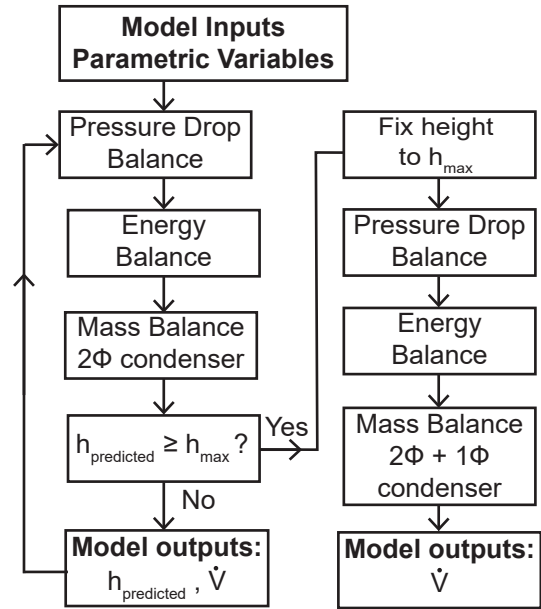 Model Inputs
Parametric Variables
Pressure Drop
Balance
Energy
Balance
Mass Balance
2Φ condenser
h_predicted ≥ h_max ?
Yes
No
Model outputs:
h_predicted , V̇
Fix height
to h_max
Pressure Drop
Balance
Energy
Balance
Mass Balance
2Φ + 1Φ
condenser
Model outputs:
V̇